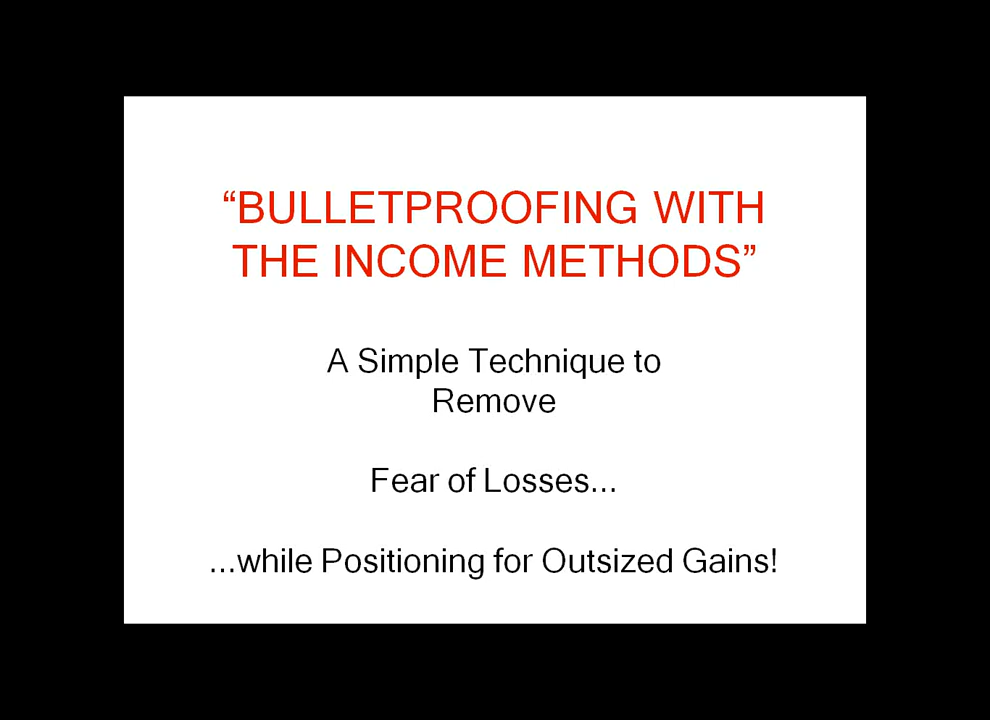 “BULLETPROOFING WITH
THE INCOME METHODS”
A Simple Technique to
Remove
Fear of Losses...
...while Positioning for Outsized Gains!